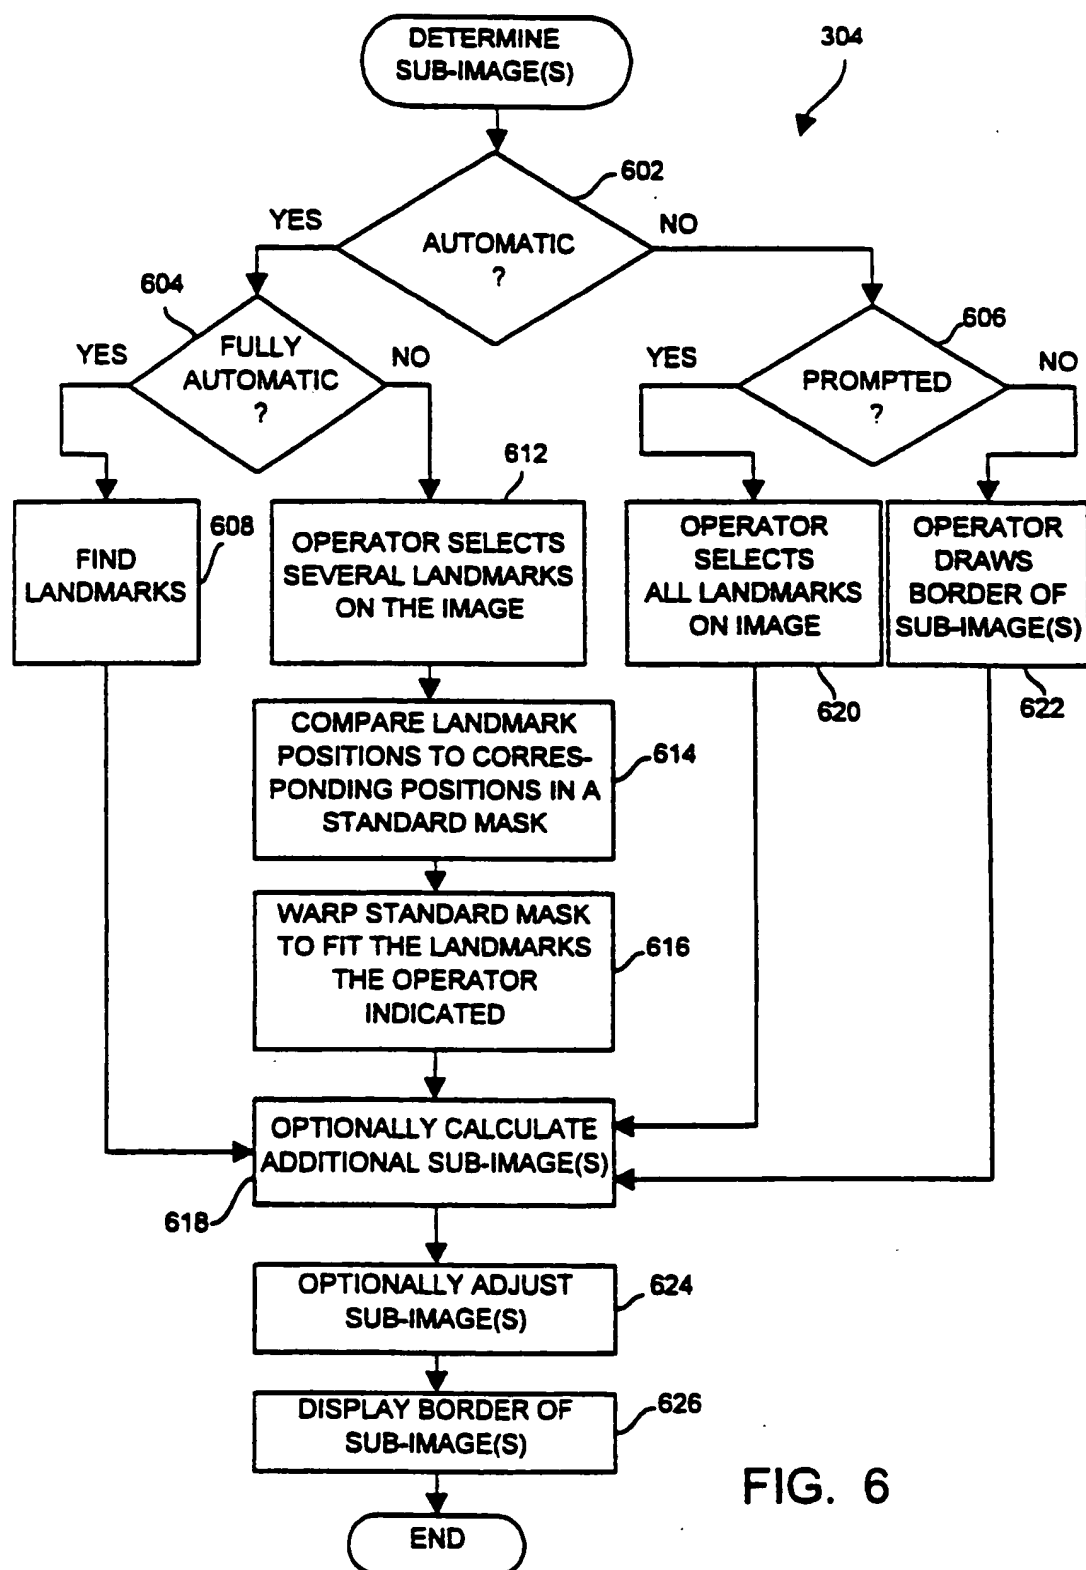 DETERMINE
SUB-IMAGE(S)
304
602
YES
NO
AUTOMATIC
?
604
606
YES
FULLY
AUTOMATIC
?
NO
YES
PROMPTED
?
NO
612
608
FIND
LANDMARKS
OPERATOR SELECTS
SEVERAL LANDMARKS
ON THE IMAGE
OPERATOR
SELECTS
ALL LANDMARKS
ON IMAGE
OPERATOR
DRAWS
BORDER OF
SUB-IMAGE(S)
620
622
COMPARE LANDMARK
POSITIONS TO CORRES-
PONDING POSITIONS IN A
STANDARD MASK
614
WARP STANDARD MASK
TO FIT THE LANDMARKS
THE OPERATOR
INDICATED
616
OPTIONALLY CALCULATE
ADDITIONAL SUB-IMAGE(S)
618
OPTIONALLY ADJUST
SUB-IMAGE(S)
624
DISPLAY BORDER OF
SUB-IMAGE(S)
626
END
FIG. 6